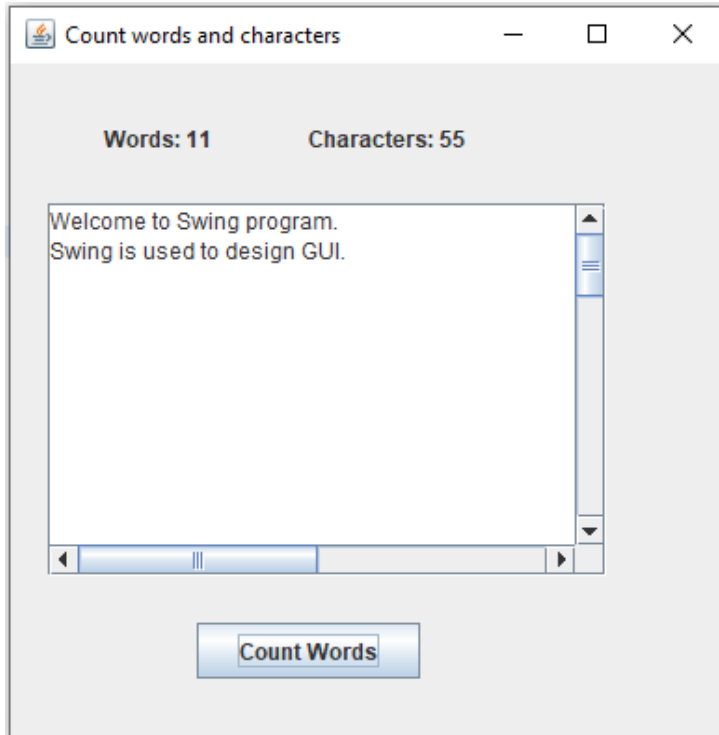 Count words and characters
Words: 11 Characters: 55
Welcome to Swing program.
Swing is used to design GUI.
Count Words